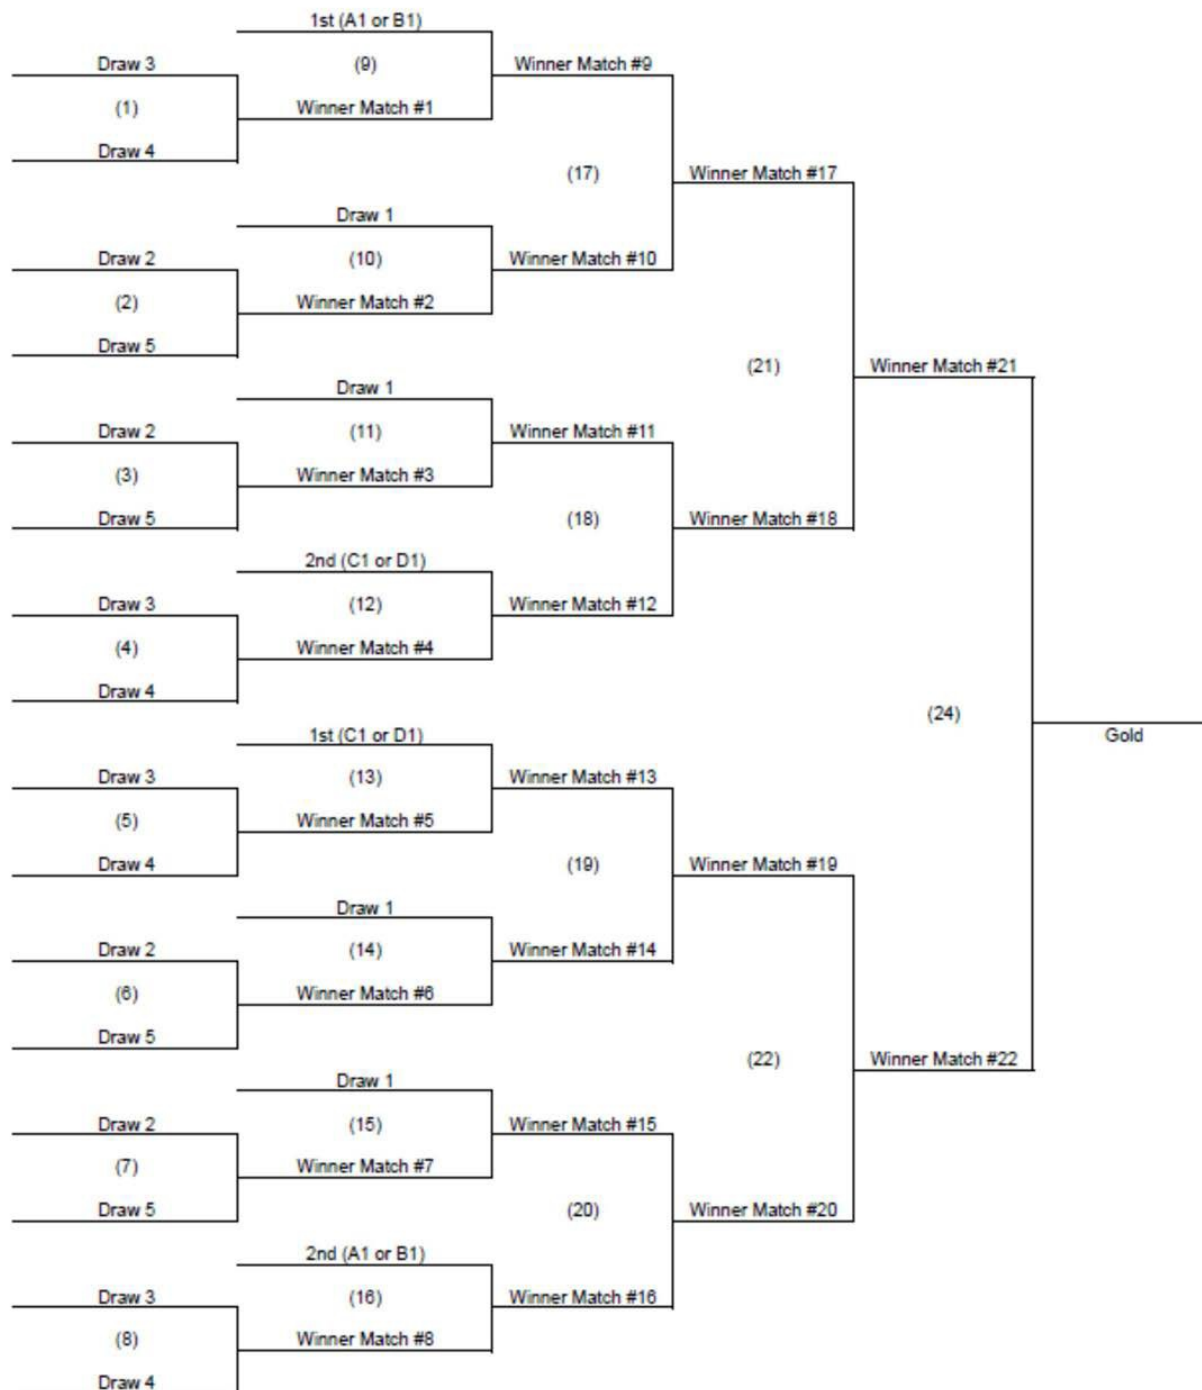 1st (A1 or B1)
Draw 3
(9)
Winner Match #9
(1)
Winner Match #1
Draw 4
(17)
Winner Match #17
Draw 1
Draw 2
(10)
Winner Match #10
(2)
Winner Match #2
Draw 5
(21)
Winner Match #21
Draw 1
Draw 2
(11)
Winner Match #11
(3)
Winner Match #3
Draw 5
(18)
Winner Match #18
2nd (C1 or D1)
Draw 3
(12)
Winner Match #12
(4)
Winner Match #4
Draw 4
(24)
Gold
1st (C1 or D1)
Draw 3
(13)
Winner Match #13
(5)
Winner Match #5
Draw 4
(19)
Winner Match #19
Draw 1
Draw 2
(14)
Winner Match #14
(6)
Winner Match #6
Draw 5
(22)
Winner Match #22
Draw 1
Draw 2
(15)
Winner Match #15
(7)
Winner Match #7
Draw 5
(20)
Winner Match #20
2nd (A1 or B1)
Draw 3
(16)
Winner Match #16
(8)
Winner Match #8
Draw 4